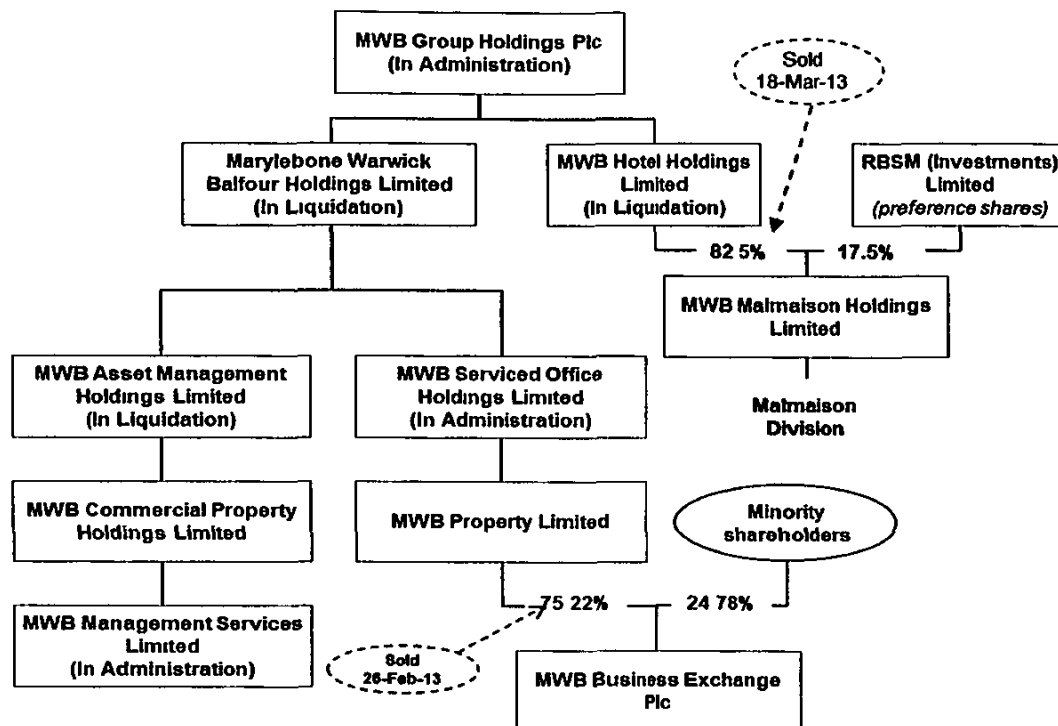 MWB Group Holdings Plc
(In Administration)
Sold
18-Mar-13
Marylebone Warwick
Balfour Holdings Limited
(In Liquidation)
MWB Hotel Holdings
Limited
(In Liquidation)
RBSM (Investments)
Limited
(preference shares)
82 5%
17.5%
MWB Malmaison Holdings
Limited
MWB Asset Management
Holdings Limited
(In Liquidation)
MWB Serviced Office
Holdings Limited
(In Administration)
Malmaison
Division
MWB Commercial Property
Holdings Limited
MWB Property Limited
Minority
shareholders
75 22%
24 78%
MWB Management Services
Limited
(In Administration)
Sold
26-Feb-13
MWB Business Exchange
Plc